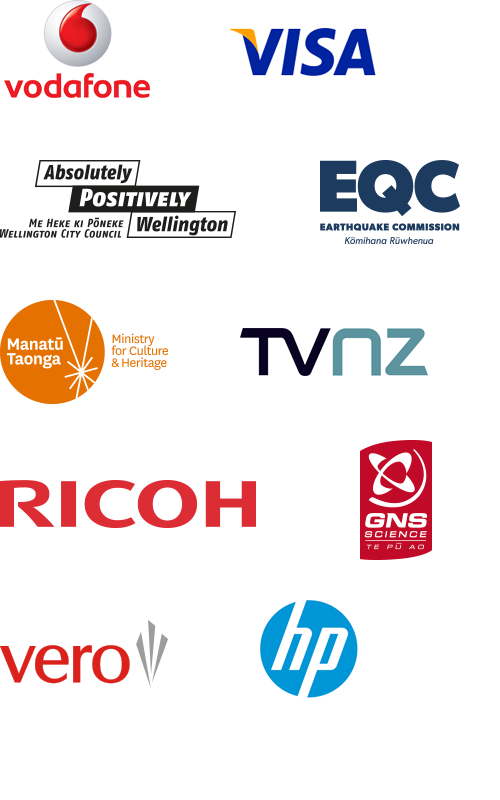 vodafone
VISA
Absolutely
POSITIVELY
ME HEKE KI PŌNEKE
WELLINGTON CITY COUNCIL
Wellington
EQC
EARTHQUAKE COMMISSION
Kōmihana Rūwhenua
Manatū
Taonga
Ministry
for Culture
& Heritage
TVNZ
RICOH
GNS
SCIENCE
TE PŪ AO
vero
hp